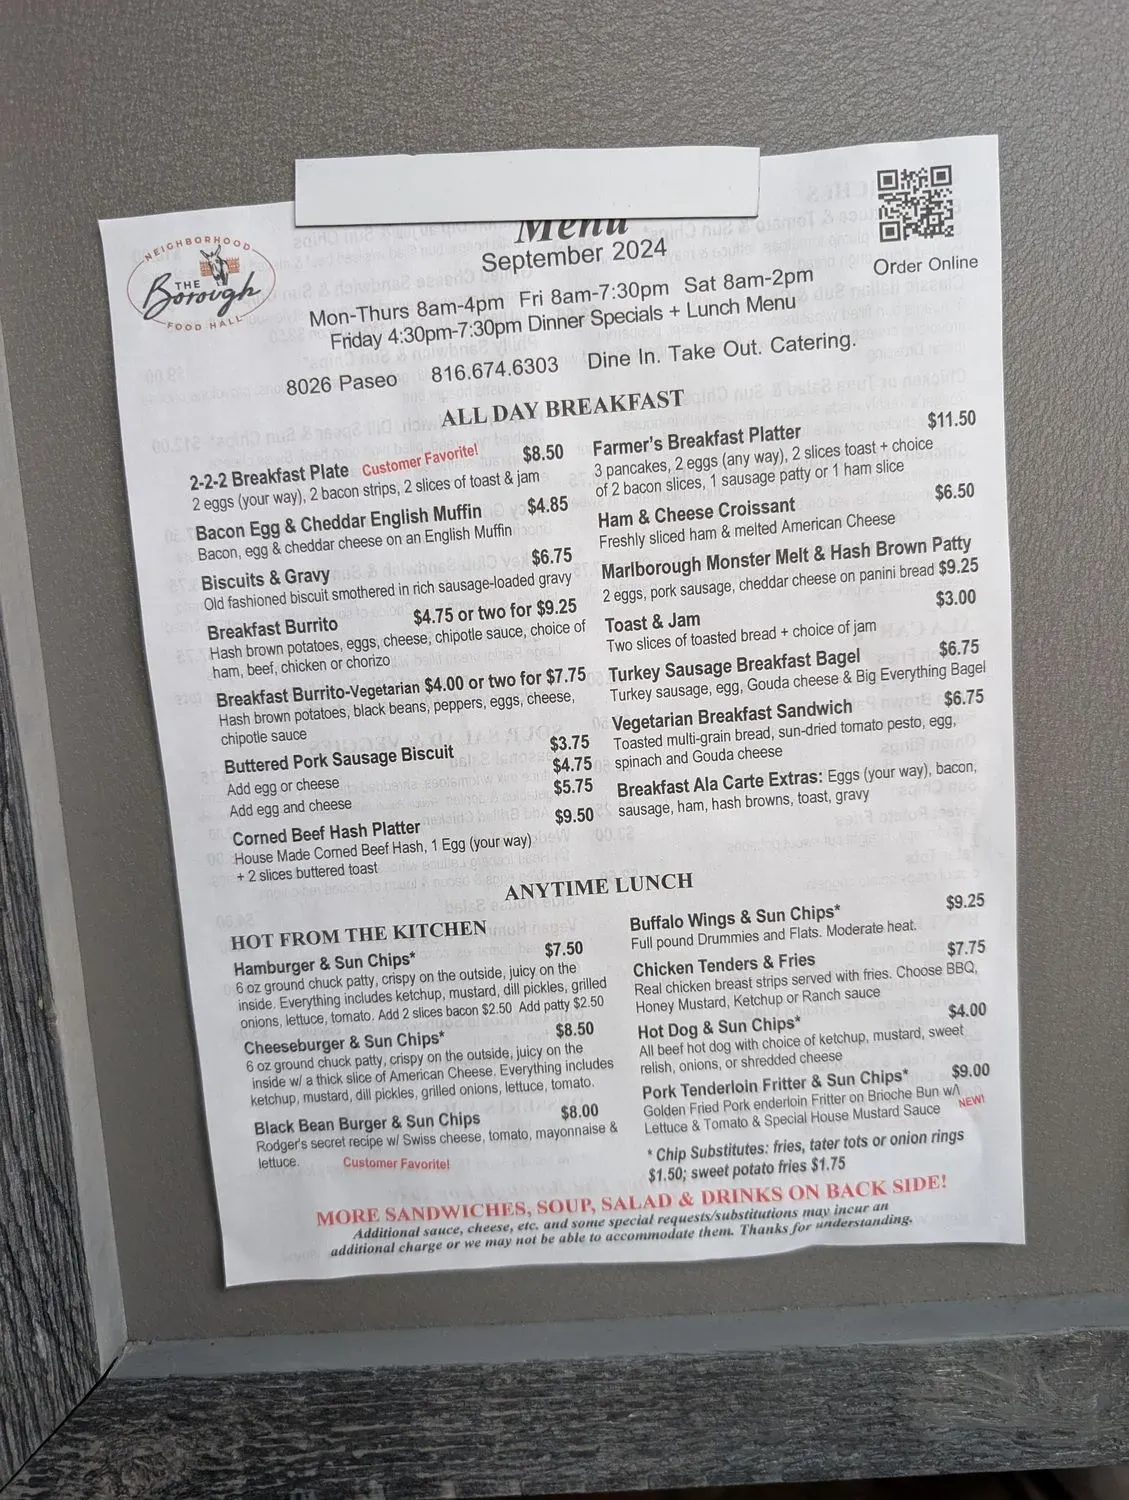 NEIGHBORHOOD
THE
Borough
FOOD HALL
Menu
September 2024
Order Online
Mon-Thurs 8am-4pm Fri 8am-7:30pm Sat 8am-2pm
Friday 4:30pm-7:30pm Dinner Specials + Lunch Menu
8026 Paseo 816.674.6303 Dine In. Take Out. Catering.
ALL DAY BREAKFAST
2-2-2 Breakfast Plate Customer Favorite! $8.50
2 eggs (your way), 2 bacon strips, 2 slices of toast & jam
Bacon Egg & Cheddar English Muffin $4.85
Bacon, egg & cheddar cheese on an English Muffin
Biscuits & Gravy $6.75
Old fashioned biscuit smothered in rich sausage-loaded gravy
Breakfast Burrito $4.75 or two for $9.25
Hash brown potatoes, eggs, cheese, chipotle sauce, choice of
ham, beef, chicken or chorizo
Breakfast Burrito-Vegetarian $4.00 or two for $7.75
Hash brown potatoes, black beans, peppers, eggs, cheese,
chipotle sauce
Buttered Pork Sausage Biscuit $3.75
Add egg or cheese $4.75
Add egg and cheese $5.75
Corned Beef Hash Platter $9.50
House Made Corned Beef Hash, 1 Egg (your way)
+ 2 slices buttered toast
Farmer's Breakfast Platter $11.50
3 pancakes, 2 eggs (any way), 2 slices toast + choice
of 2 bacon slices, 1 sausage patty or 1 ham slice
Ham & Cheese Croissant $6.50
Freshly sliced ham & melted American Cheese
Marlborough Monster Melt & Hash Brown Patty
2 eggs, pork sausage, cheddar cheese on panini bread $9.25
Toast & Jam $3.00
Two slices of toasted bread + choice of jam
Turkey Sausage Breakfast Bagel $6.75
Turkey sausage, egg, Gouda cheese & Big Everything Bagel
Vegetarian Breakfast Sandwich $6.75
Toasted multi-grain bread, sun-dried tomato pesto, egg,
spinach and Gouda cheese
Breakfast Ala Carte Extras: Eggs (your way), bacon,
sausage, ham, hash browns, toast, gravy
ANYTIME LUNCH
HOT FROM THE KITCHEN
Hamburger & Sun Chips* $7.50
6 oz ground chuck patty, crispy on the outside, juicy on the
inside. Everything includes ketchup, mustard, dill pickles, grilled
onions, lettuce, tomato. Add 2 slices bacon $2.50 Add patty $2.50
Cheeseburger & Sun Chips* $8.50
6 oz ground chuck patty, crispy on the outside, juicy on the
inside w/ a thick slice of American Cheese. Everything includes
ketchup, mustard, dill pickles, grilled onions, lettuce, tomato.
Black Bean Burger & Sun Chips $8.00
Rodger's secret recipe w/ Swiss cheese, tomato, mayonnaise &
lettuce. Customer Favorite!
Buffalo Wings & Sun Chips* $9.25
Full pound Drummies and Flats. Moderate heat.
Chicken Tenders & Fries $7.75
Real chicken breast strips served with fries. Choose BBQ,
Honey Mustard, Ketchup or Ranch sauce
Hot Dog & Sun Chips* $4.00
All beef hot dog with choice of ketchup, mustard, sweet
relish, onions, or shredded cheese
Pork Tenderloin Fritter & Sun Chips* $9.00
Golden Fried Pork enderloin Fritter on Brioche Bun w/\
Lettuce & Tomato & Special House Mustard Sauce NEW!
* Chip Substitutes: fries, tater tots or onion rings
$1.50; sweet potato fries $1.75
MORE SANDWICHES, SOUP, SALAD & DRINKS ON BACK SIDE!
Additional sauce, cheese, etc. and some special requests/substitutions may incur an
additional charge or we may not be able to accommodate them. Thanks for understanding.